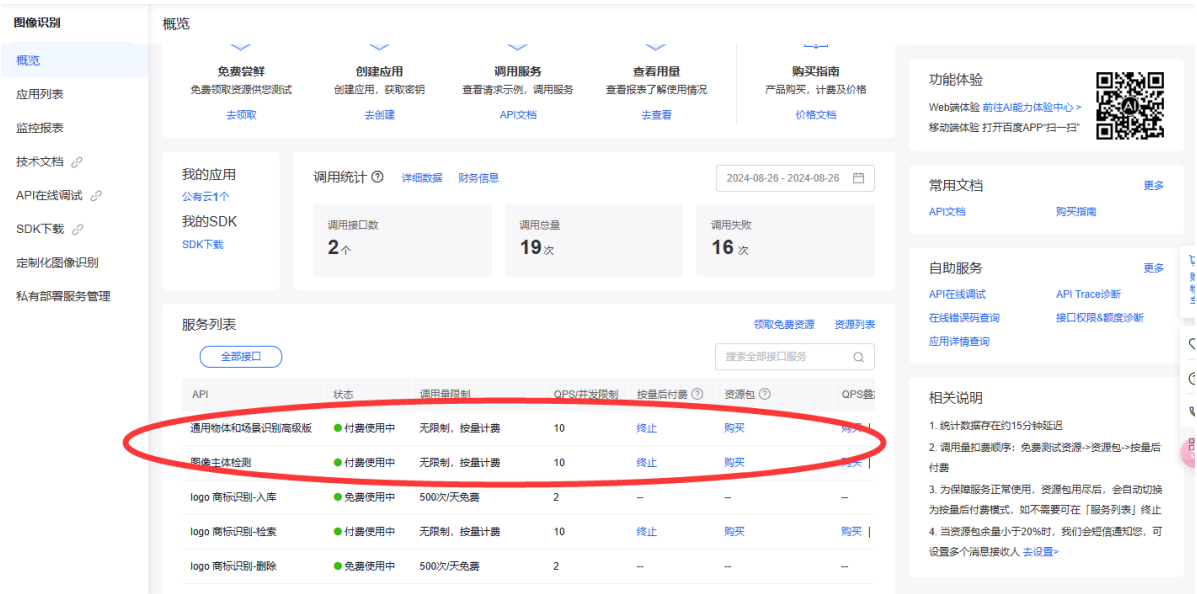 图像识别
概览
应用列表
监控报表
技术文档
API在线调试
SDK下载
定制化图像识别
私有部署服务管理
概览
免费尝鲜
免费领取资源供您测试
去领取
创建应用
创建应用，获取密钥
去创建
调用服务
查看请求示例，调用服务
API文档
查看用量
查看报表了解使用情况
去查看
购买指南
产品购买，计费及价格
价格文档
我的应用
公有云1个
我的SDK
SDK下载
调用统计 详细数据 财务信息 2024-08-26 - 2024-08-26
调用接口数
2个
调用总量
19次
调用失败
16 次
服务列表 领取免费资源 资源列表
全部接口 搜索全部接口服务
API 状态 调用量限制 QPS/并发限制 按量后付费 资源包 QPS叠
通用物体和场景识别高级版 付费使用中 无限制，按量计费 10 终止 购买 购买 |
图像主体检测 付费使用中 无限制，按量计费 10 终止 购买 购买 |
logo 商标识别-入库 免费使用中 500次/天免费 2 -- -- --
logo 商标识别-检索 付费使用中 无限制，按量计费 10 终止 购买 购买 |
logo 商标识别-删除 免费使用中 500次/天免费 2 -- -- --
功能体验
Web端体验 前往AI能力体验中心 >
移动端体验 打开百度APP“扫一扫”
常用文档 更多
API文档 购买指南
自助服务 更多
API在线调试 API Trace诊断
在线错误码查询 接口权限&额度诊断
应用详情查询
相关说明
1. 统计数据存在约15分钟延迟
2. 调用量扣费顺序：免费测试资源->资源包->按量后
付费
3. 为保障服务正常使用，资源包用尽后，会自动切换
为按量后付费模式，如不需要可在「服务列表」终止
4. 当资源包余量小于20%时，我们会短信通知您，可
设置多个消息接收人 去设置>